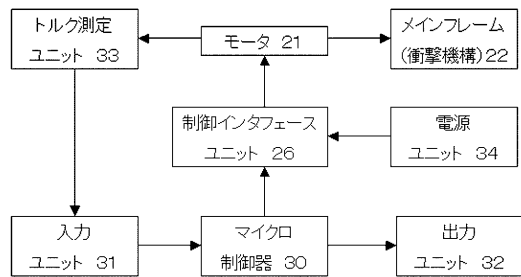 トルク測定
ユニット 33
モータ 21
メインフレーム
(衝撃機構)22
制御インタフェース
ユニット 26
電源
ユニット 34
入力
ユニット 31
マイクロ
制御器 30
出力
ユニット 32